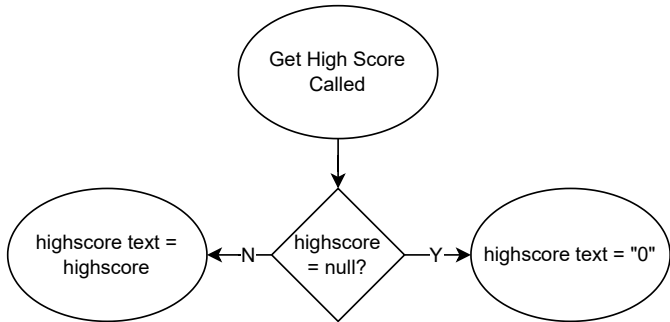 Get High Score
Called
highscore text =
highscore
N
highscore
= null?
Y
highscore text = "0"